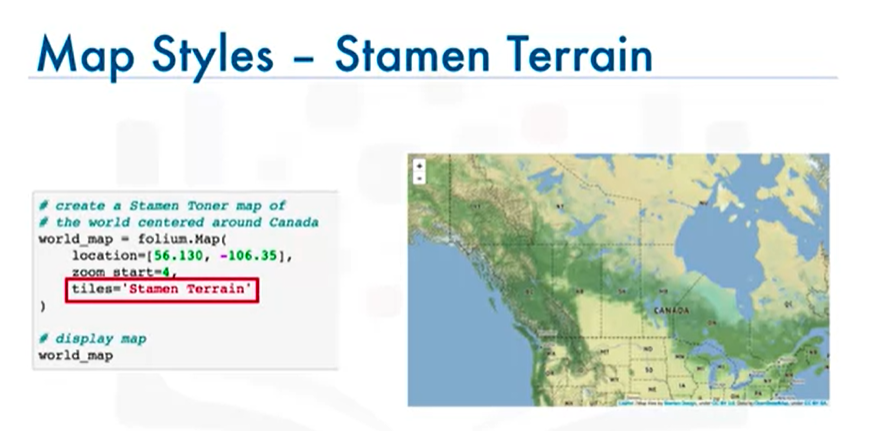 Map Styles – Stamen Terrain
# create a Stamen Toner map of
# the world centered around Canada
world_map = folium.Map(
location=[56.130, -106.35],
zoom_start=4,
tiles='Stamen Terrain'
)
# display map
world_map
+
-
CANADA